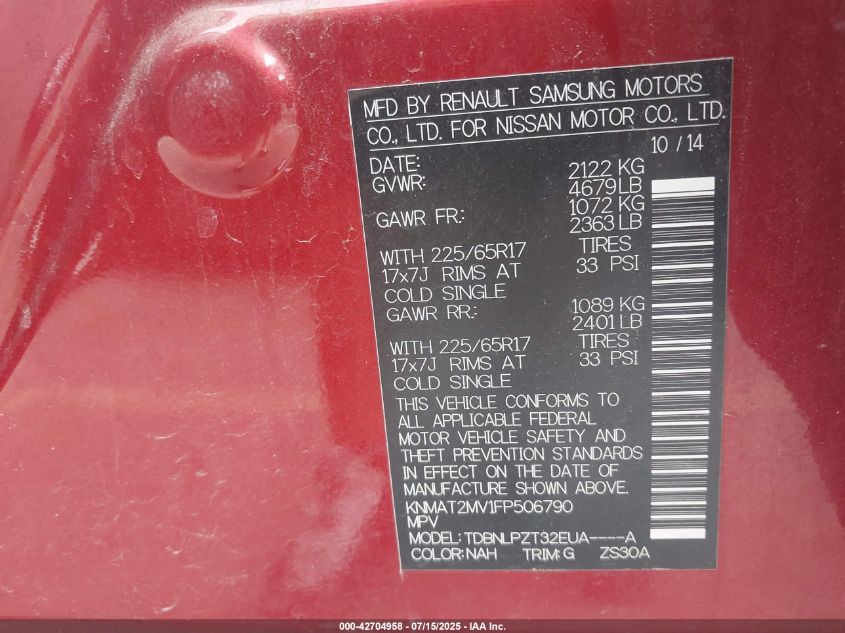 MFD BY RENAULT SAMSUNG MOTORS
CO., LTD. FOR NISSAN MOTOR CO., LTD.
10 / 14
DATE:
GVWR: 2122 KG
4679 LB
GAWR FR: 1072 KG
2363 LB
WITH 225/65R17 TIRES
17x7J RIMS AT 33 PSI
COLD SINGLE
GAWR RR: 1089 KG
2401 LB
WITH 225/65R17 TIRES
17x7J RIMS AT 33 PSI
COLD SINGLE
THIS VEHICLE CONFORMS TO
ALL APPLICABLE FEDERAL
MOTOR VEHICLE SAFETY AND
THEFT PREVENTION STANDARDS
IN EFFECT ON THE DATE OF
MANUFACTURE SHOWN ABOVE.
KNMAT2MV1FP506790
MPV
MODEL: TDBNLPZT32EUA----A
COLOR: NAH TRIM: G ZS30A
000-42704958 - 07/15/2025 - IAA Inc.